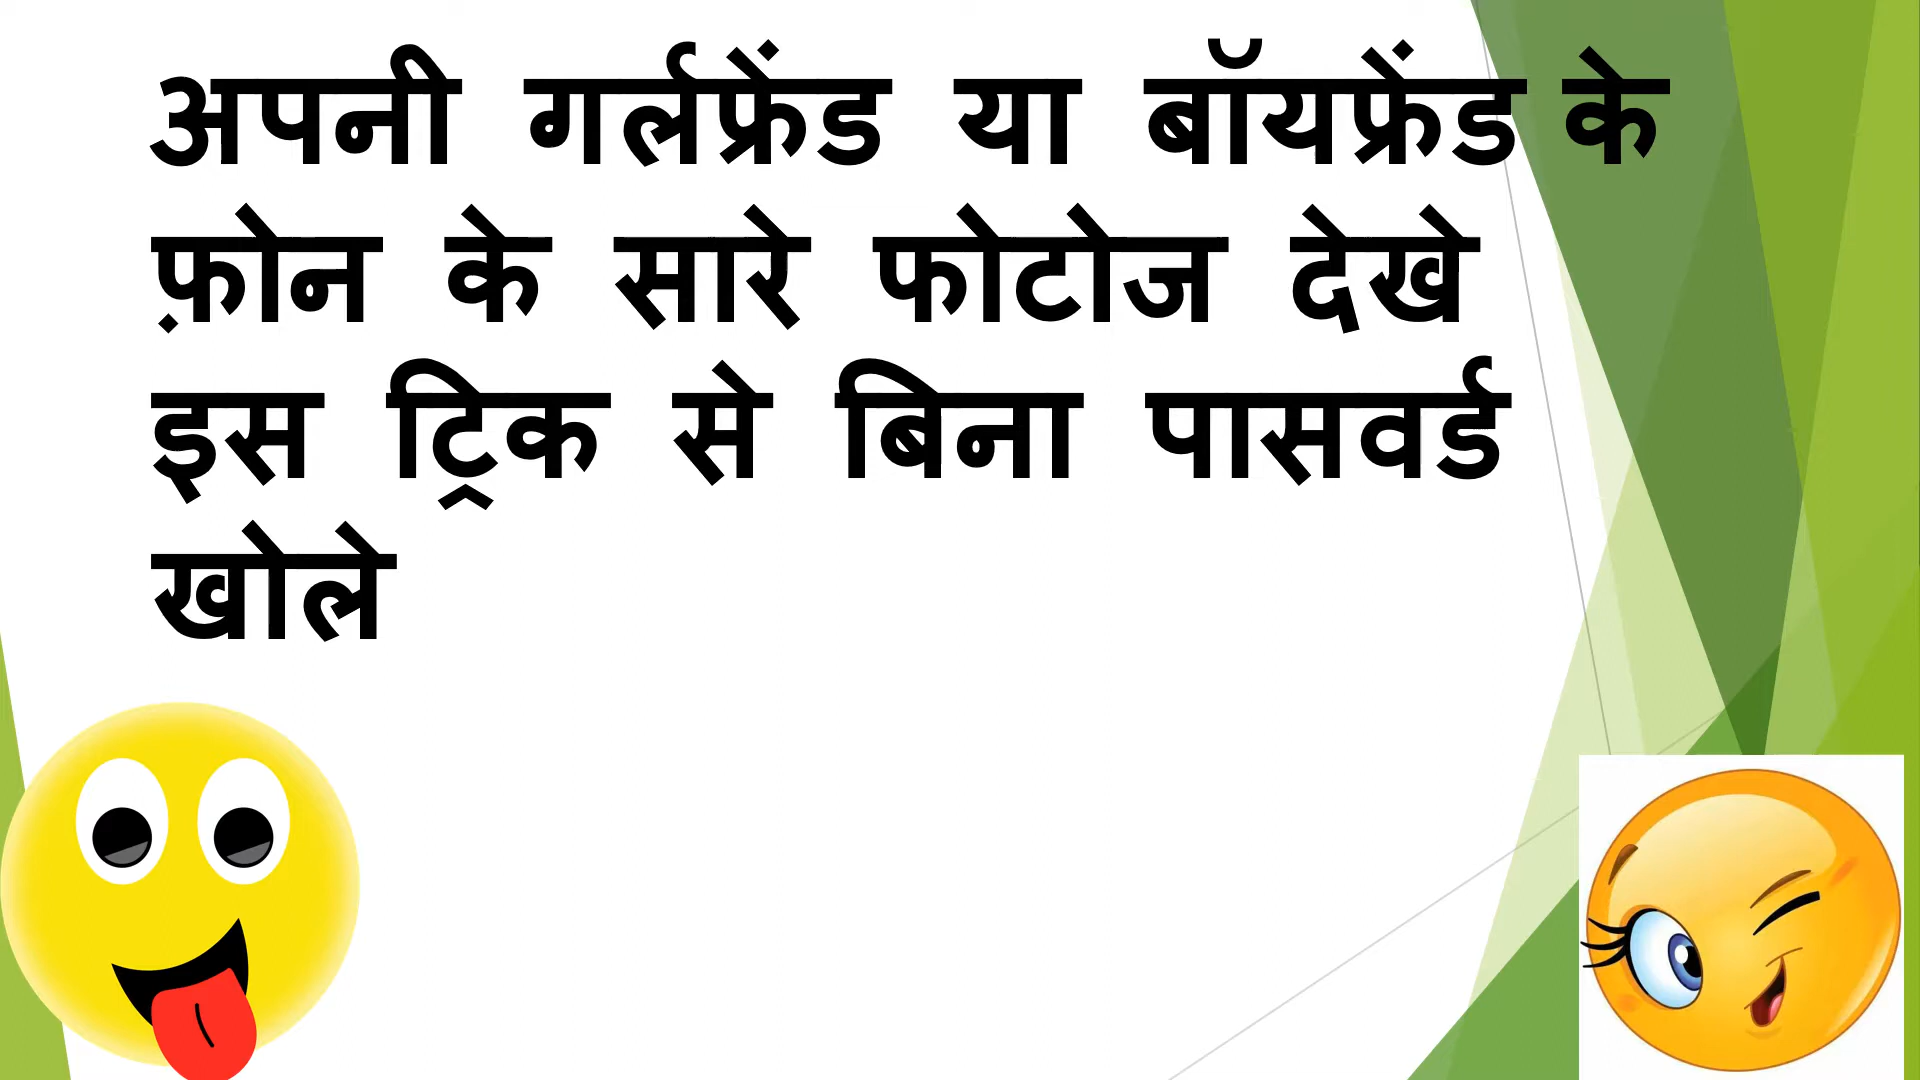 अपनी गर्लफ्रेंड या बॉयफ्रेंड के
फ़ोन के सारे फोटोज देखे
इस ट्रिक से बिना पासवर्ड
खोले